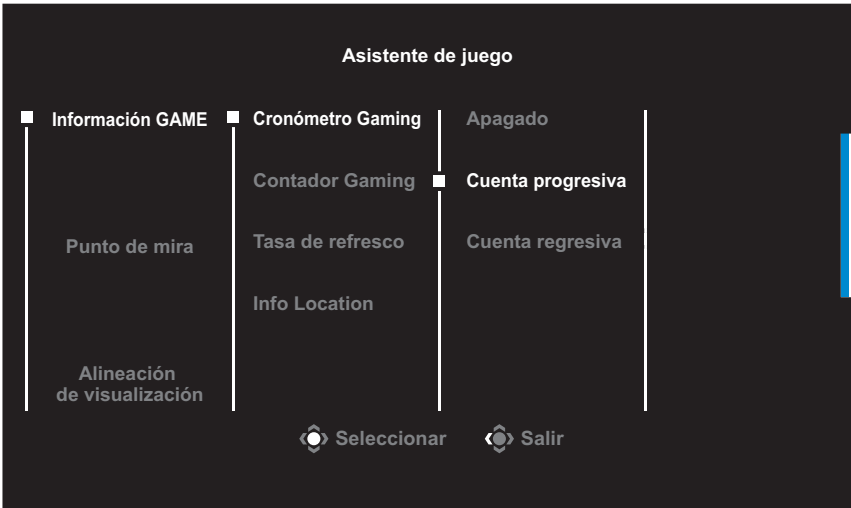 Asistente de juego
Información GAME
Cronómetro Gaming
Apagado
Contador Gaming
Cuenta progresiva
Punto de mira
Tasa de refresco
Cuenta regresiva
Info Location
Alineación
de visualización
Seleccionar
Salir